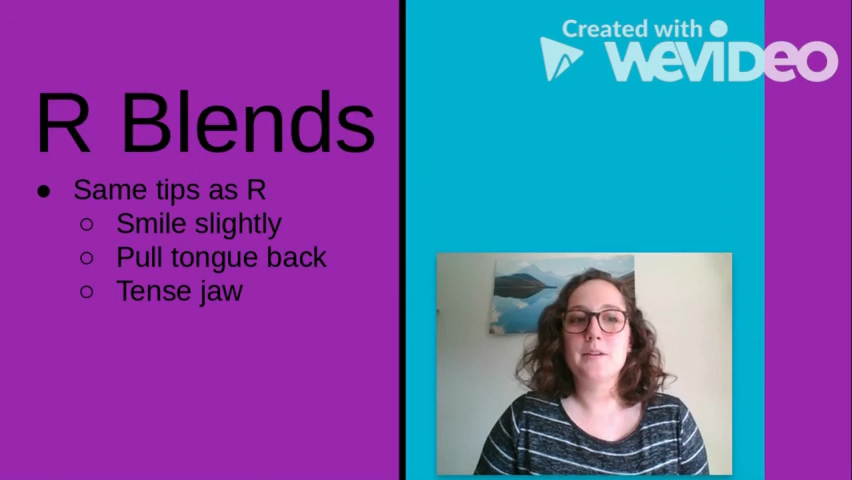 Created with
WEVIDEO
R Blends
● Same tips as R
○ Smile slightly
○ Pull tongue back
○ Tense jaw